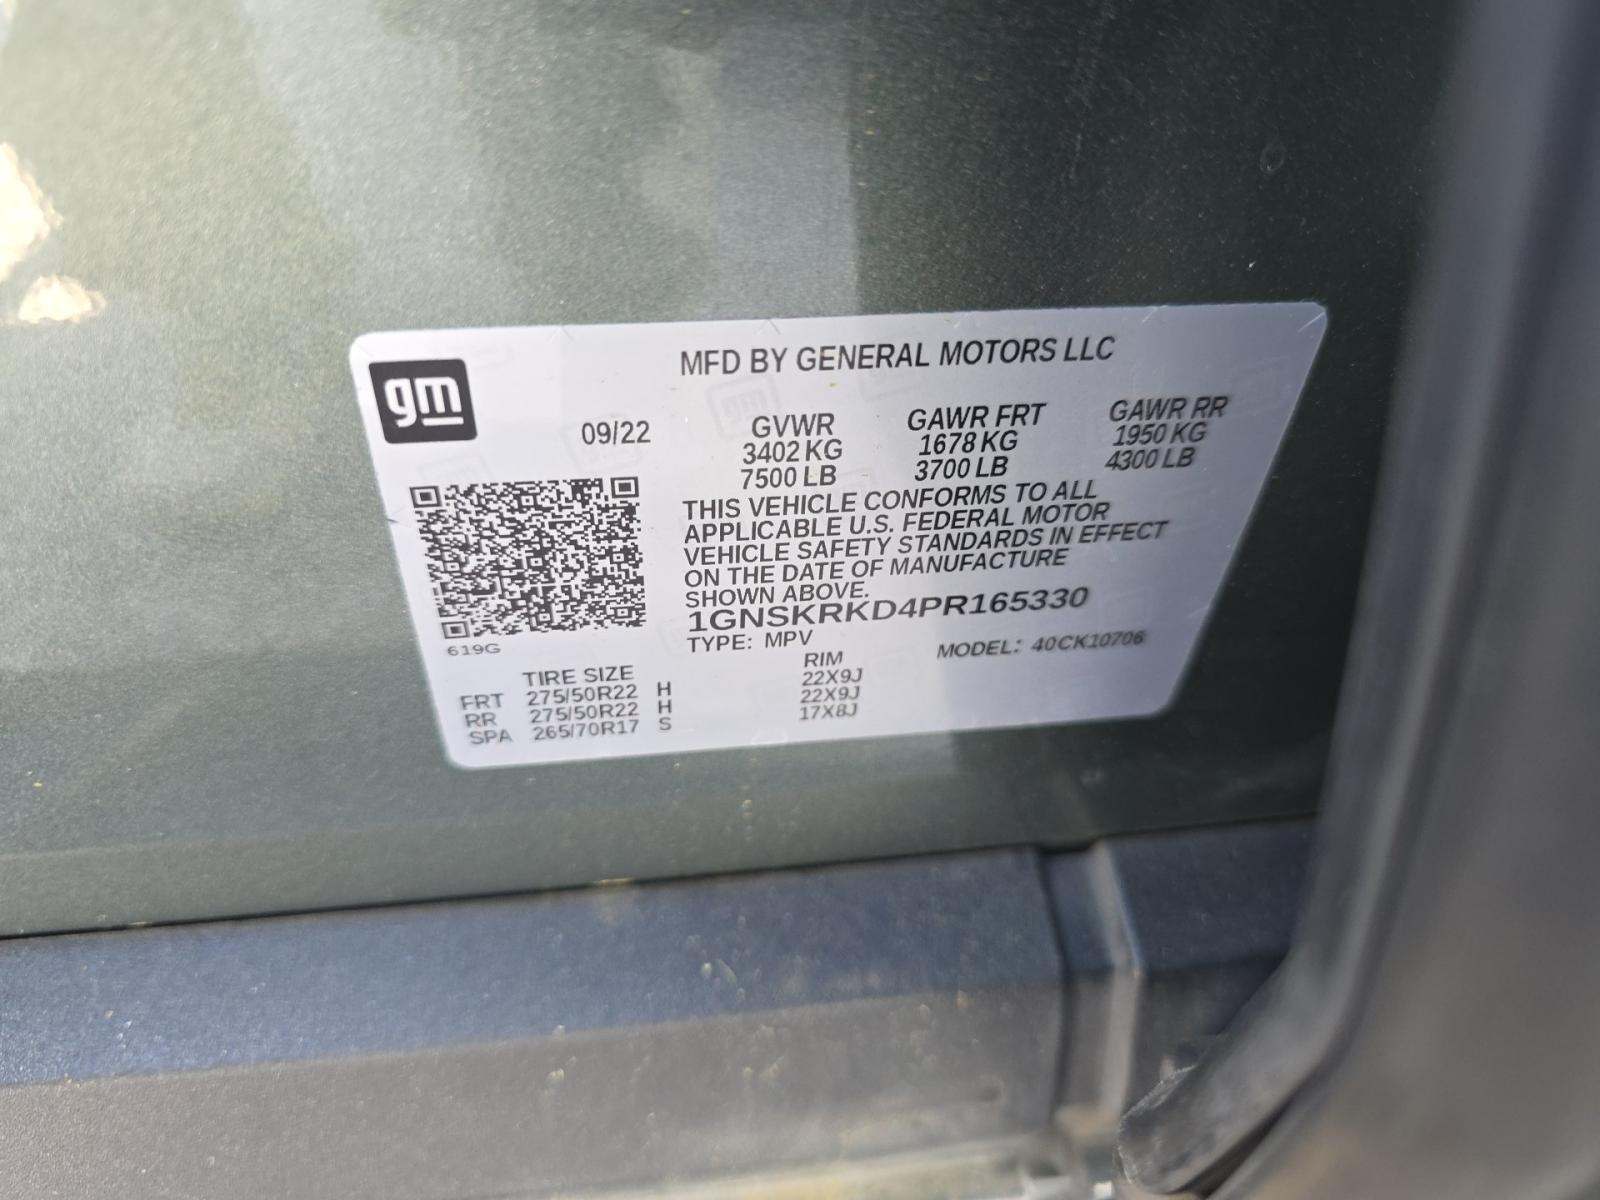 gm
MFD BY GENERAL MOTORS LLC
09/22 GVWR GAWR FRT GAWR RR
3402 KG 1678 KG 1950 KG
7500 LB 3700 LB 4300 LB
THIS VEHICLE CONFORMS TO ALL
APPLICABLE U.S. FEDERAL MOTOR
VEHICLE SAFETY STANDARDS IN EFFECT
ON THE DATE OF MANUFACTURE
SHOWN ABOVE.
1GNSKRKD4PR165330
619G
TYPE: MPV MODEL: 40CK10706
TIRE SIZE RIM
FRT 275/50R22 H 22X9J
RR 275/50R22 H 22X9J
SPA 265/70R17 S 17X8J